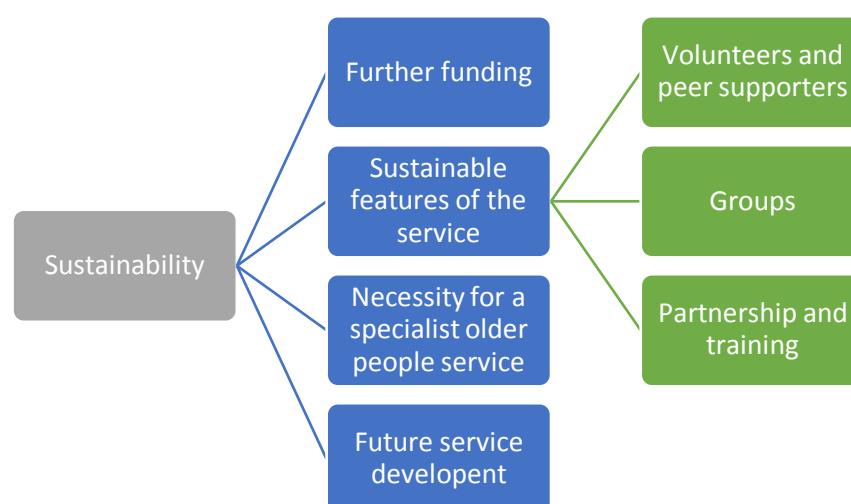 Sustainability
Further funding
Sustainable
features of the
service
Necessity for a
specialist older
people service
Future service
developent
Volunteers and
peer supporters
Groups
Partnership and
training